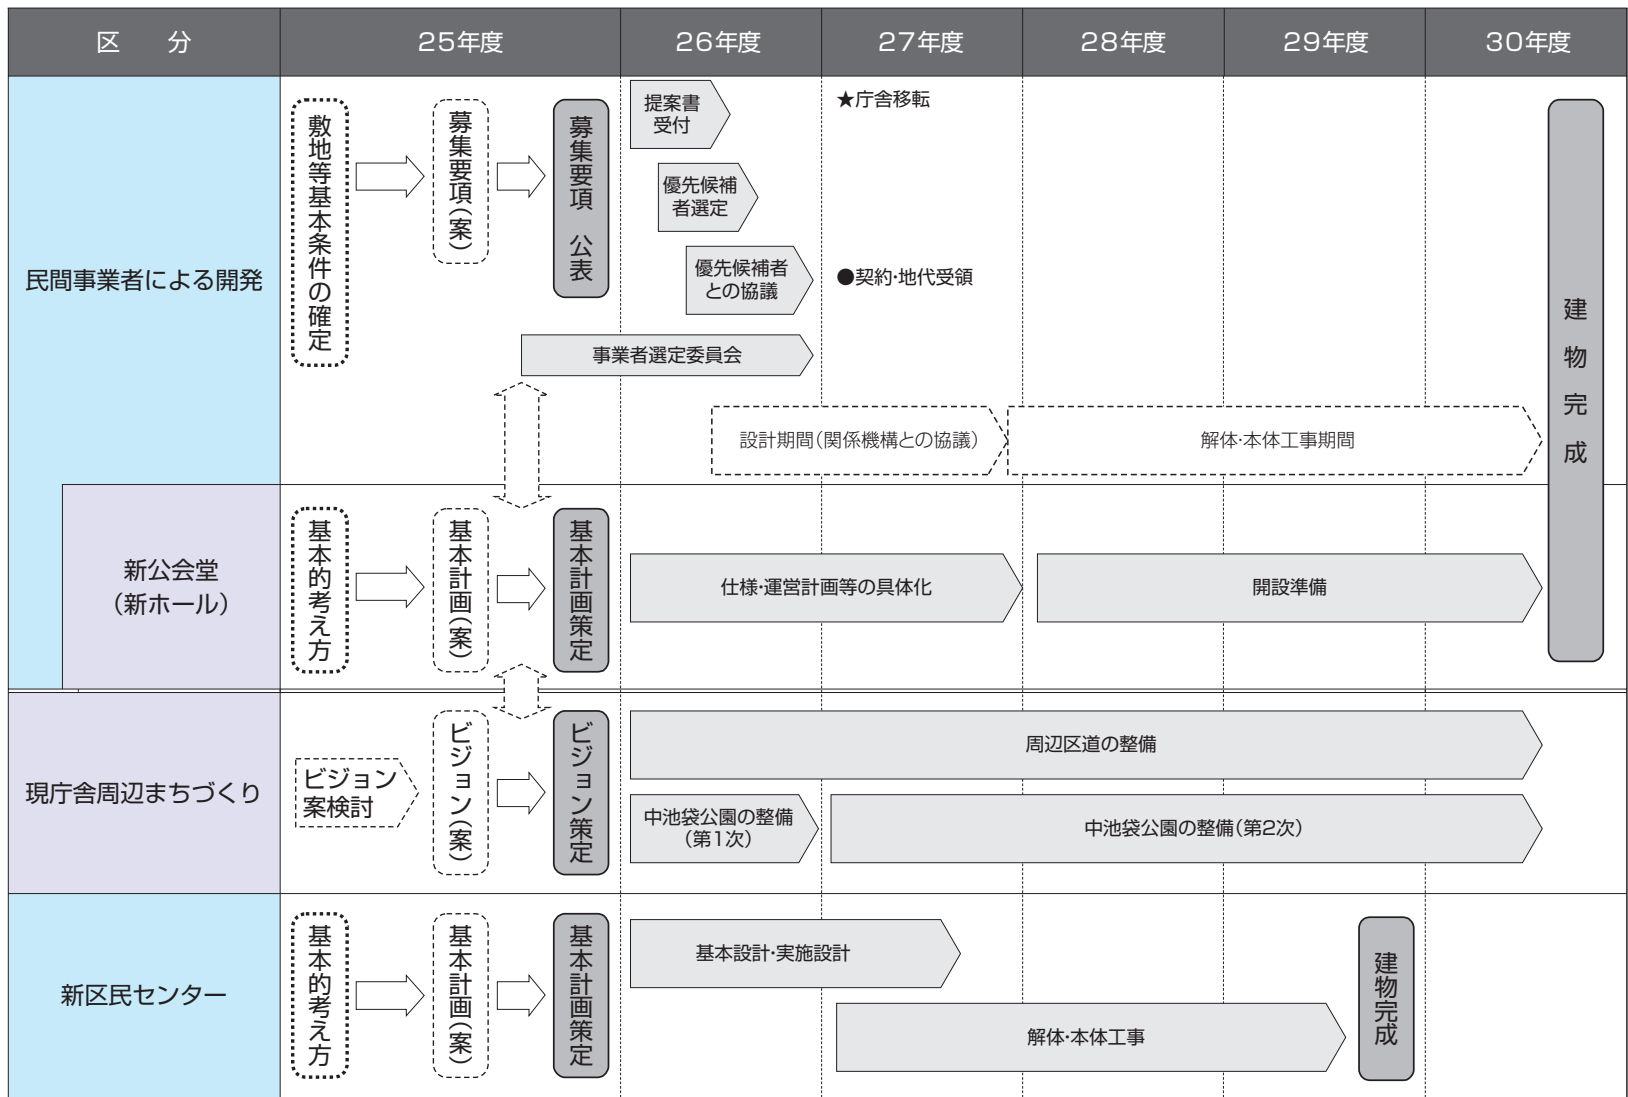 区　分
25年度
26年度
27年度
28年度
29年度
30年度
民間事業者による開発
敷地等基本条件の確定
募集要項(案)
募集要項　公表
提案書
受付
優先候補
者選定
優先候補者
との協議
事業者選定委員会
★庁舎移転
●契約・地代受領
設計期間(関係機構との協議)
解体・本体工事期間
建物完成
新公会堂
(新ホール)
基本的考え方
基本計画(案)
基本計画策定
仕様・運営計画等の具体化
開設準備
現庁舎周辺まちづくり
ビジョン
案検討
ビジョン(案)
ビジョン策定
周辺区道の整備
中池袋公園の整備
(第1次)
中池袋公園の整備(第2次)
新区民センター
基本的考え方
基本計画(案)
基本計画策定
基本設計・実施設計
解体・本体工事
建物完成